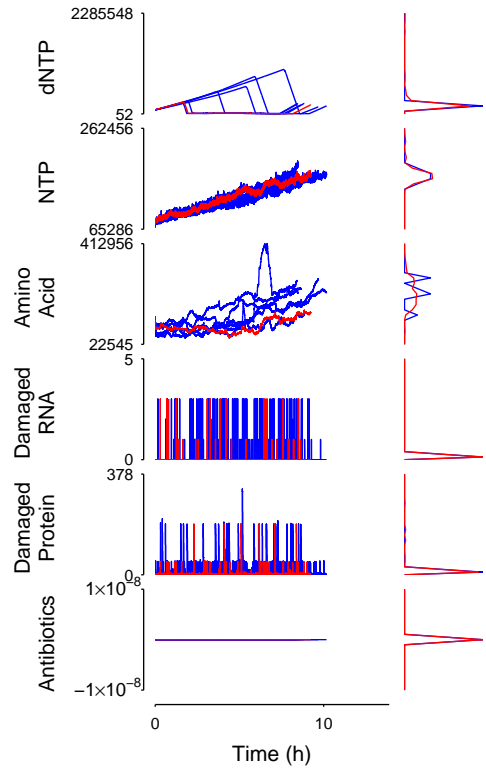 2285548
dNTP
52
262456
NTP
65286
412956
Amino
Acid
22545
5
Damaged
RNA
0
378
Damaged
Protein
0
1×10⁻⁸
Antibiotics
−1×10⁻⁸
0 10
Time (h)